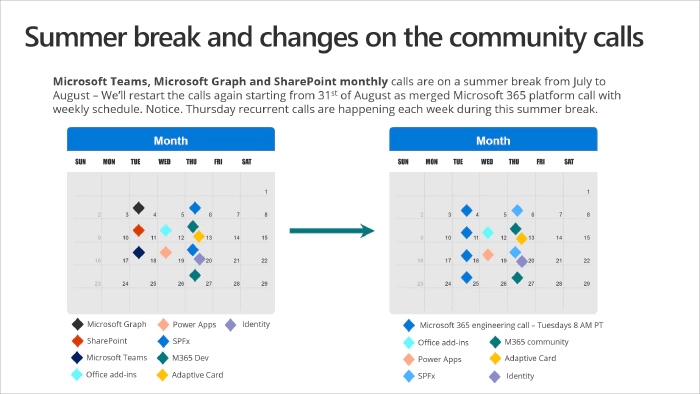 Summer break and changes on the community calls
Microsoft Teams, Microsoft Graph and SharePoint monthly calls are on a summer break from July to
August – We'll restart the calls again starting from 31st of August as merged Microsoft 365 platform call with
weekly schedule. Notice. Thursday recurrent calls are happening each week during this summer break.
Month
SUN MON TUE WED THU FRI SAT
1
2 3 4 5 6 7 8
9 10 11 12 13 14 15
16 17 18 19 20 21 22
23 24 25 26 27 28 29
Microsoft Graph Power Apps Identity
SharePoint SPFx
Microsoft Teams M365 Dev
Office add-ins Adaptive Card
Month
SUN MON TUE WED THU FRI SAT
1
2 3 4 5 6 7 8
9 10 11 12 13 14 15
16 17 18 19 20 21 22
23 24 25 26 27 28 29
Microsoft 365 engineering call – Tuesdays 8 AM PT
Office add-ins M365 community
Power Apps Adaptive Card
SPFx Identity